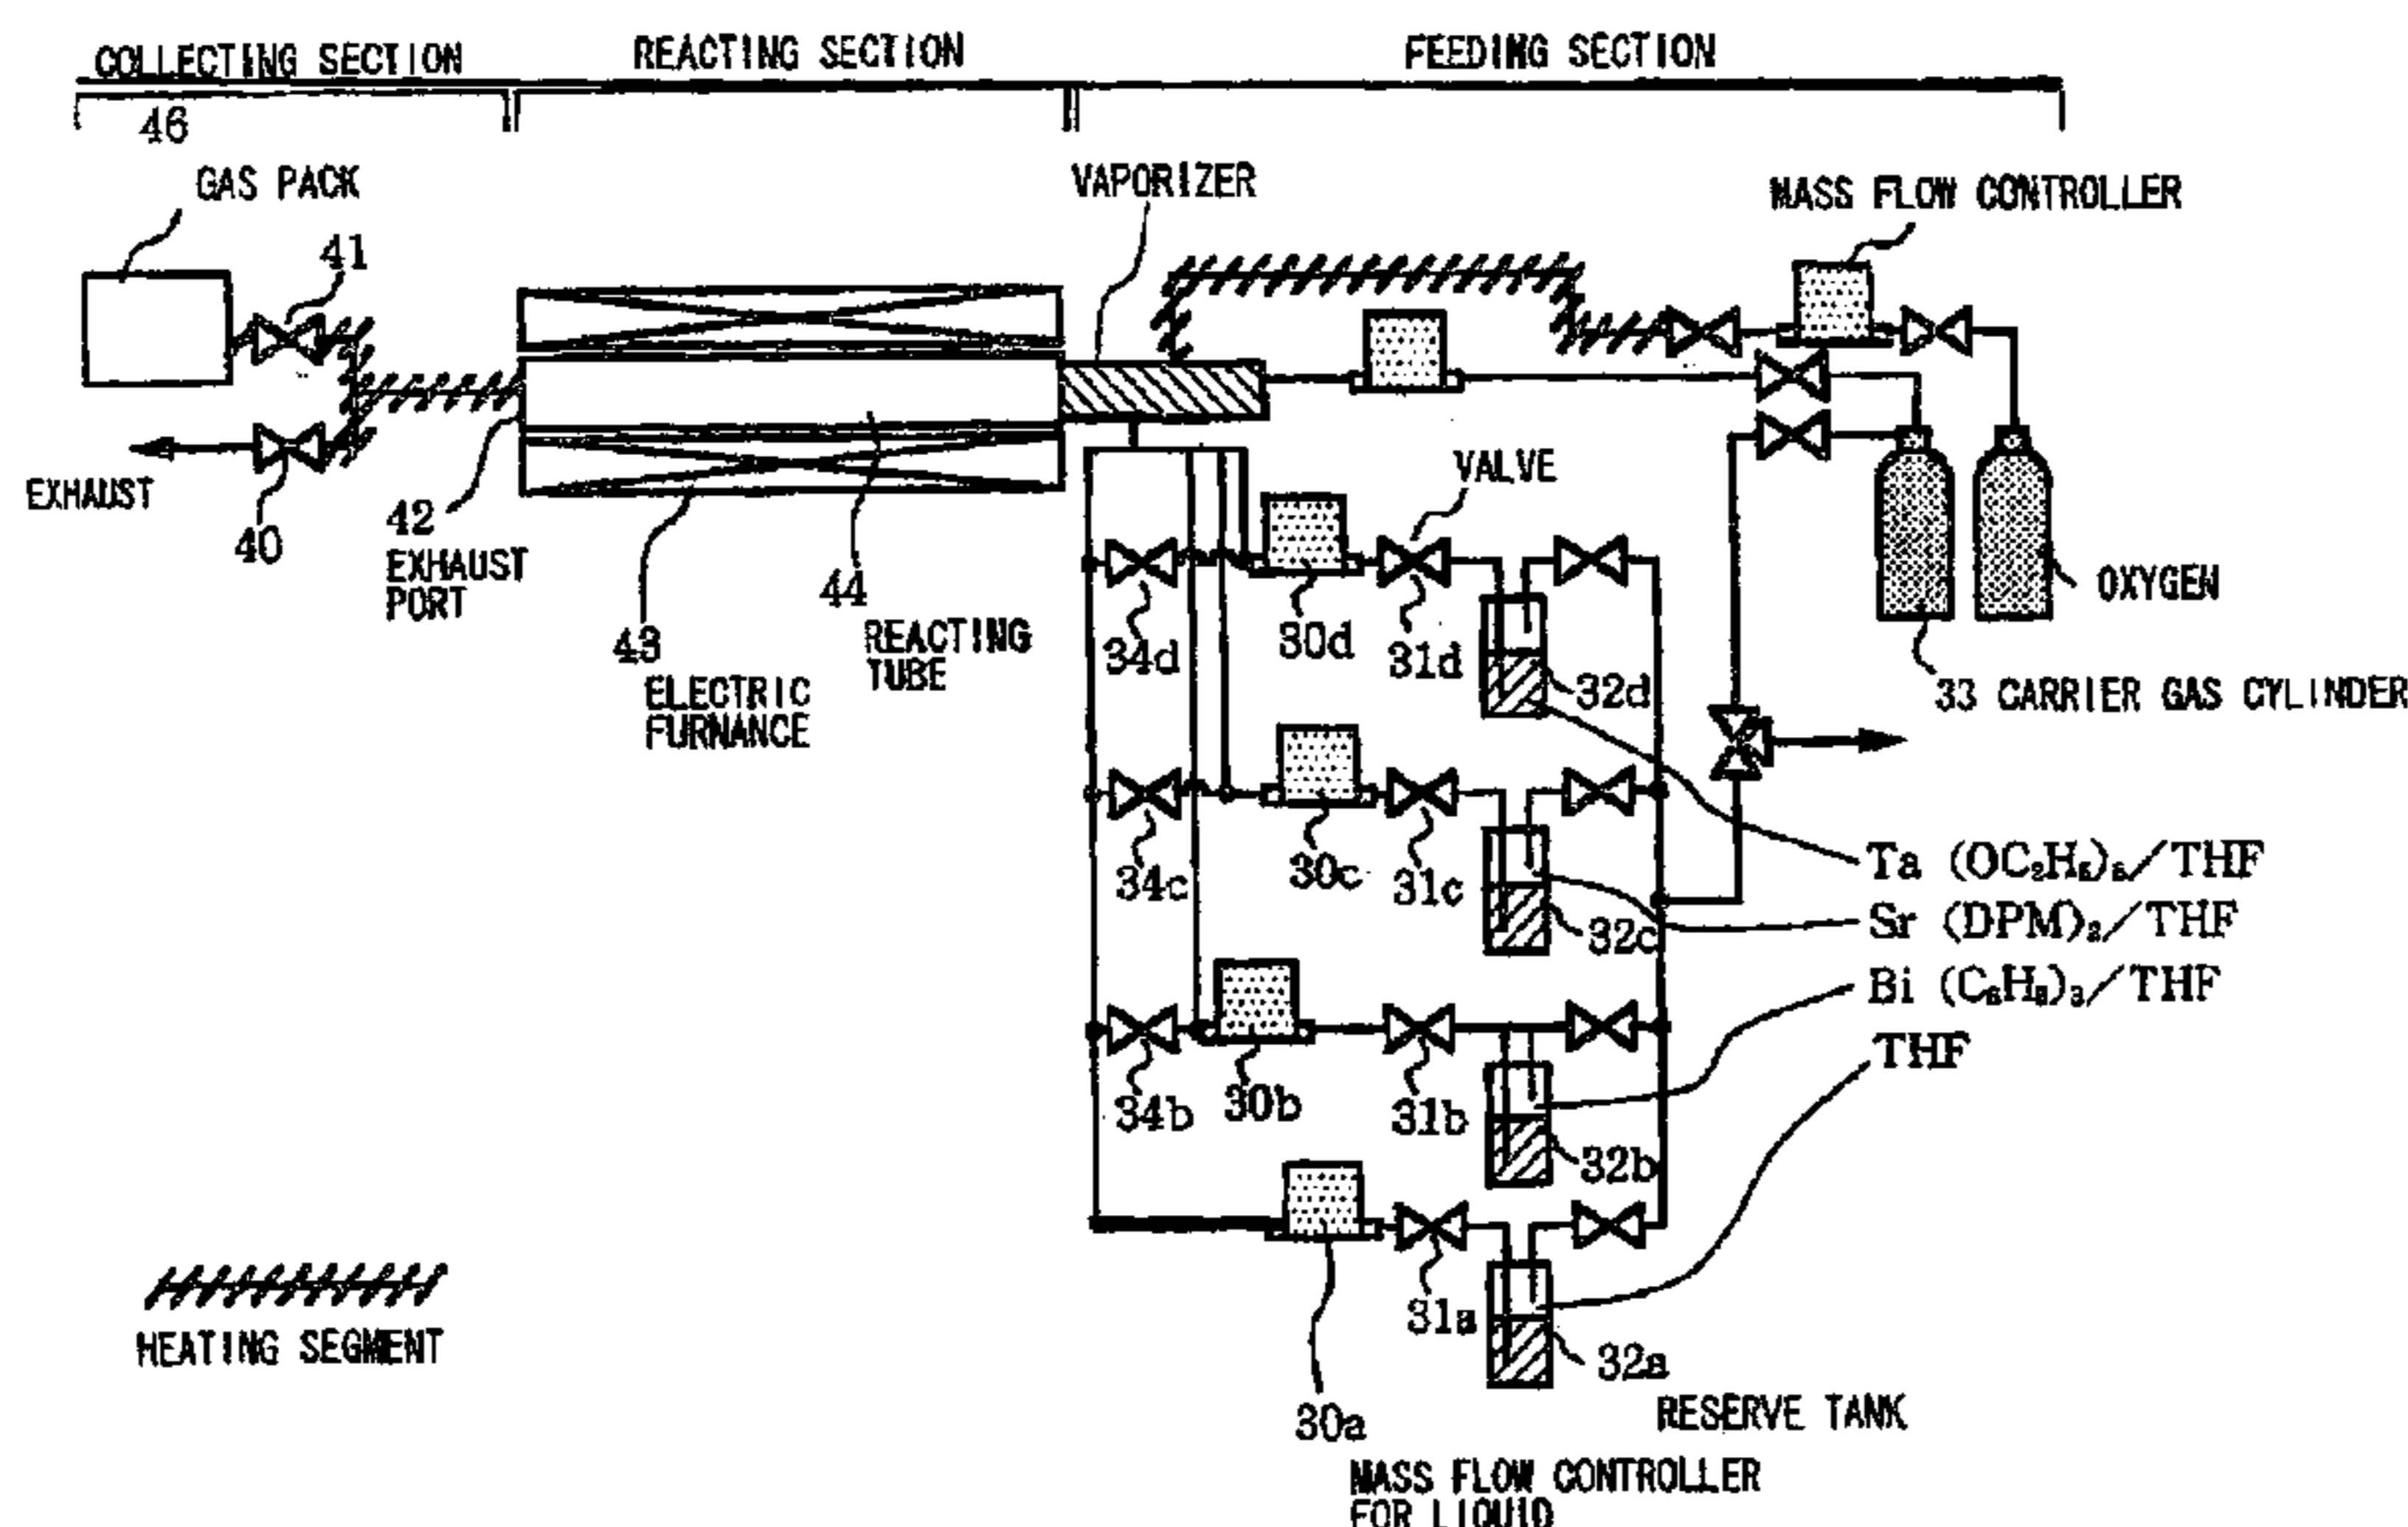 COLLECTING SECTION
REACTING SECTION
FEEDING SECTION
46
GAS PACK
VAPORIZER
MASS FLOW CONTROLLER
41
EXHAUST
40
42
EXHAUST
PORT
43
ELECTRIC
FURNANCE
44
REACTING
TUBE
VALVE
OXYGEN
33 CARRIER GAS CYLINDER
34d
30d
31d
32d
34c
30c
31c
32c
34b
30b
31b
32b
30a
31a
32a
Ta (OC₂H₅)₅/THF
Sr (DPM)₂/THF
Bi (C₆H₅)₃/THF
THF
RESERVE TANK
MASS FLOW CONTROLLER
FOR LIQUID
HEATING SEGMENT